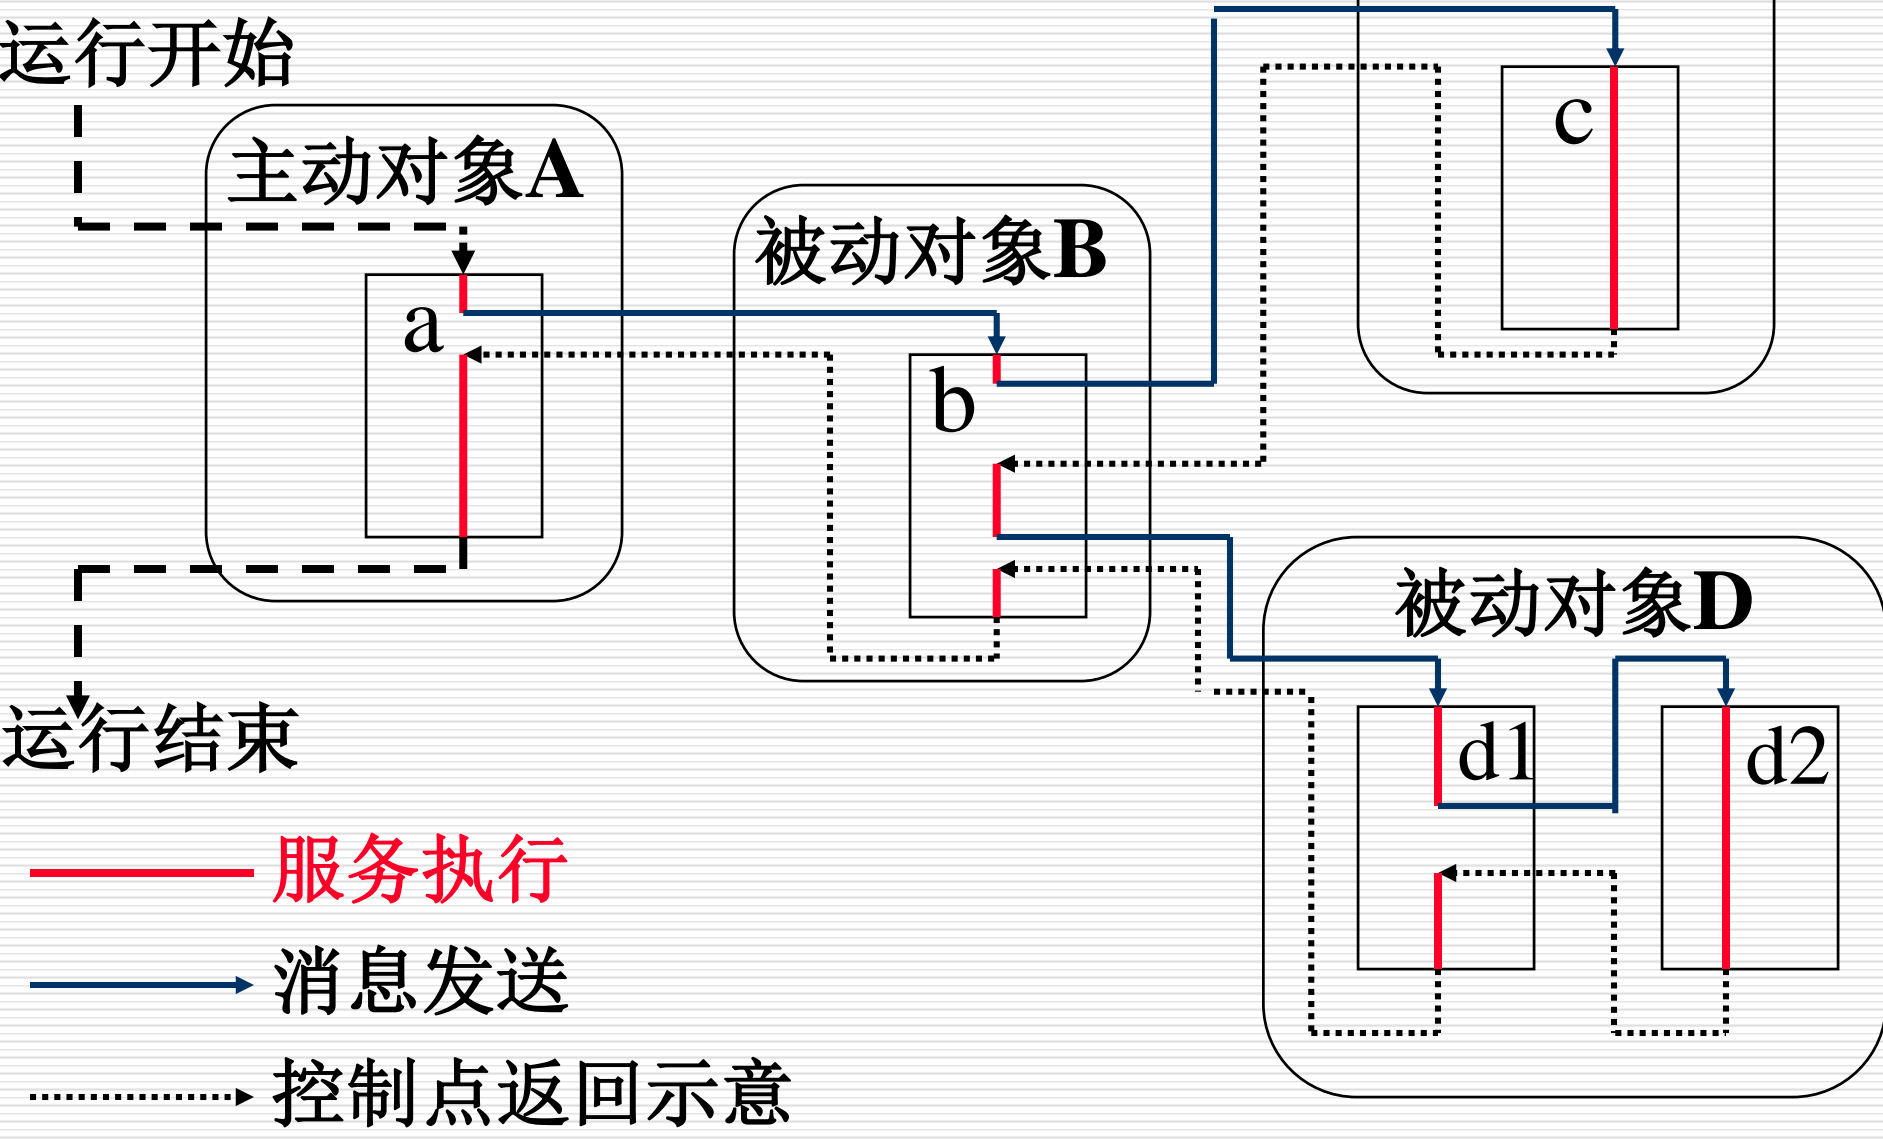 运行开始
主动对象A
a
被动对象B
b
c
被动对象D
d1
d2
运行结束
服务执行
消息发送
控制点返回示意